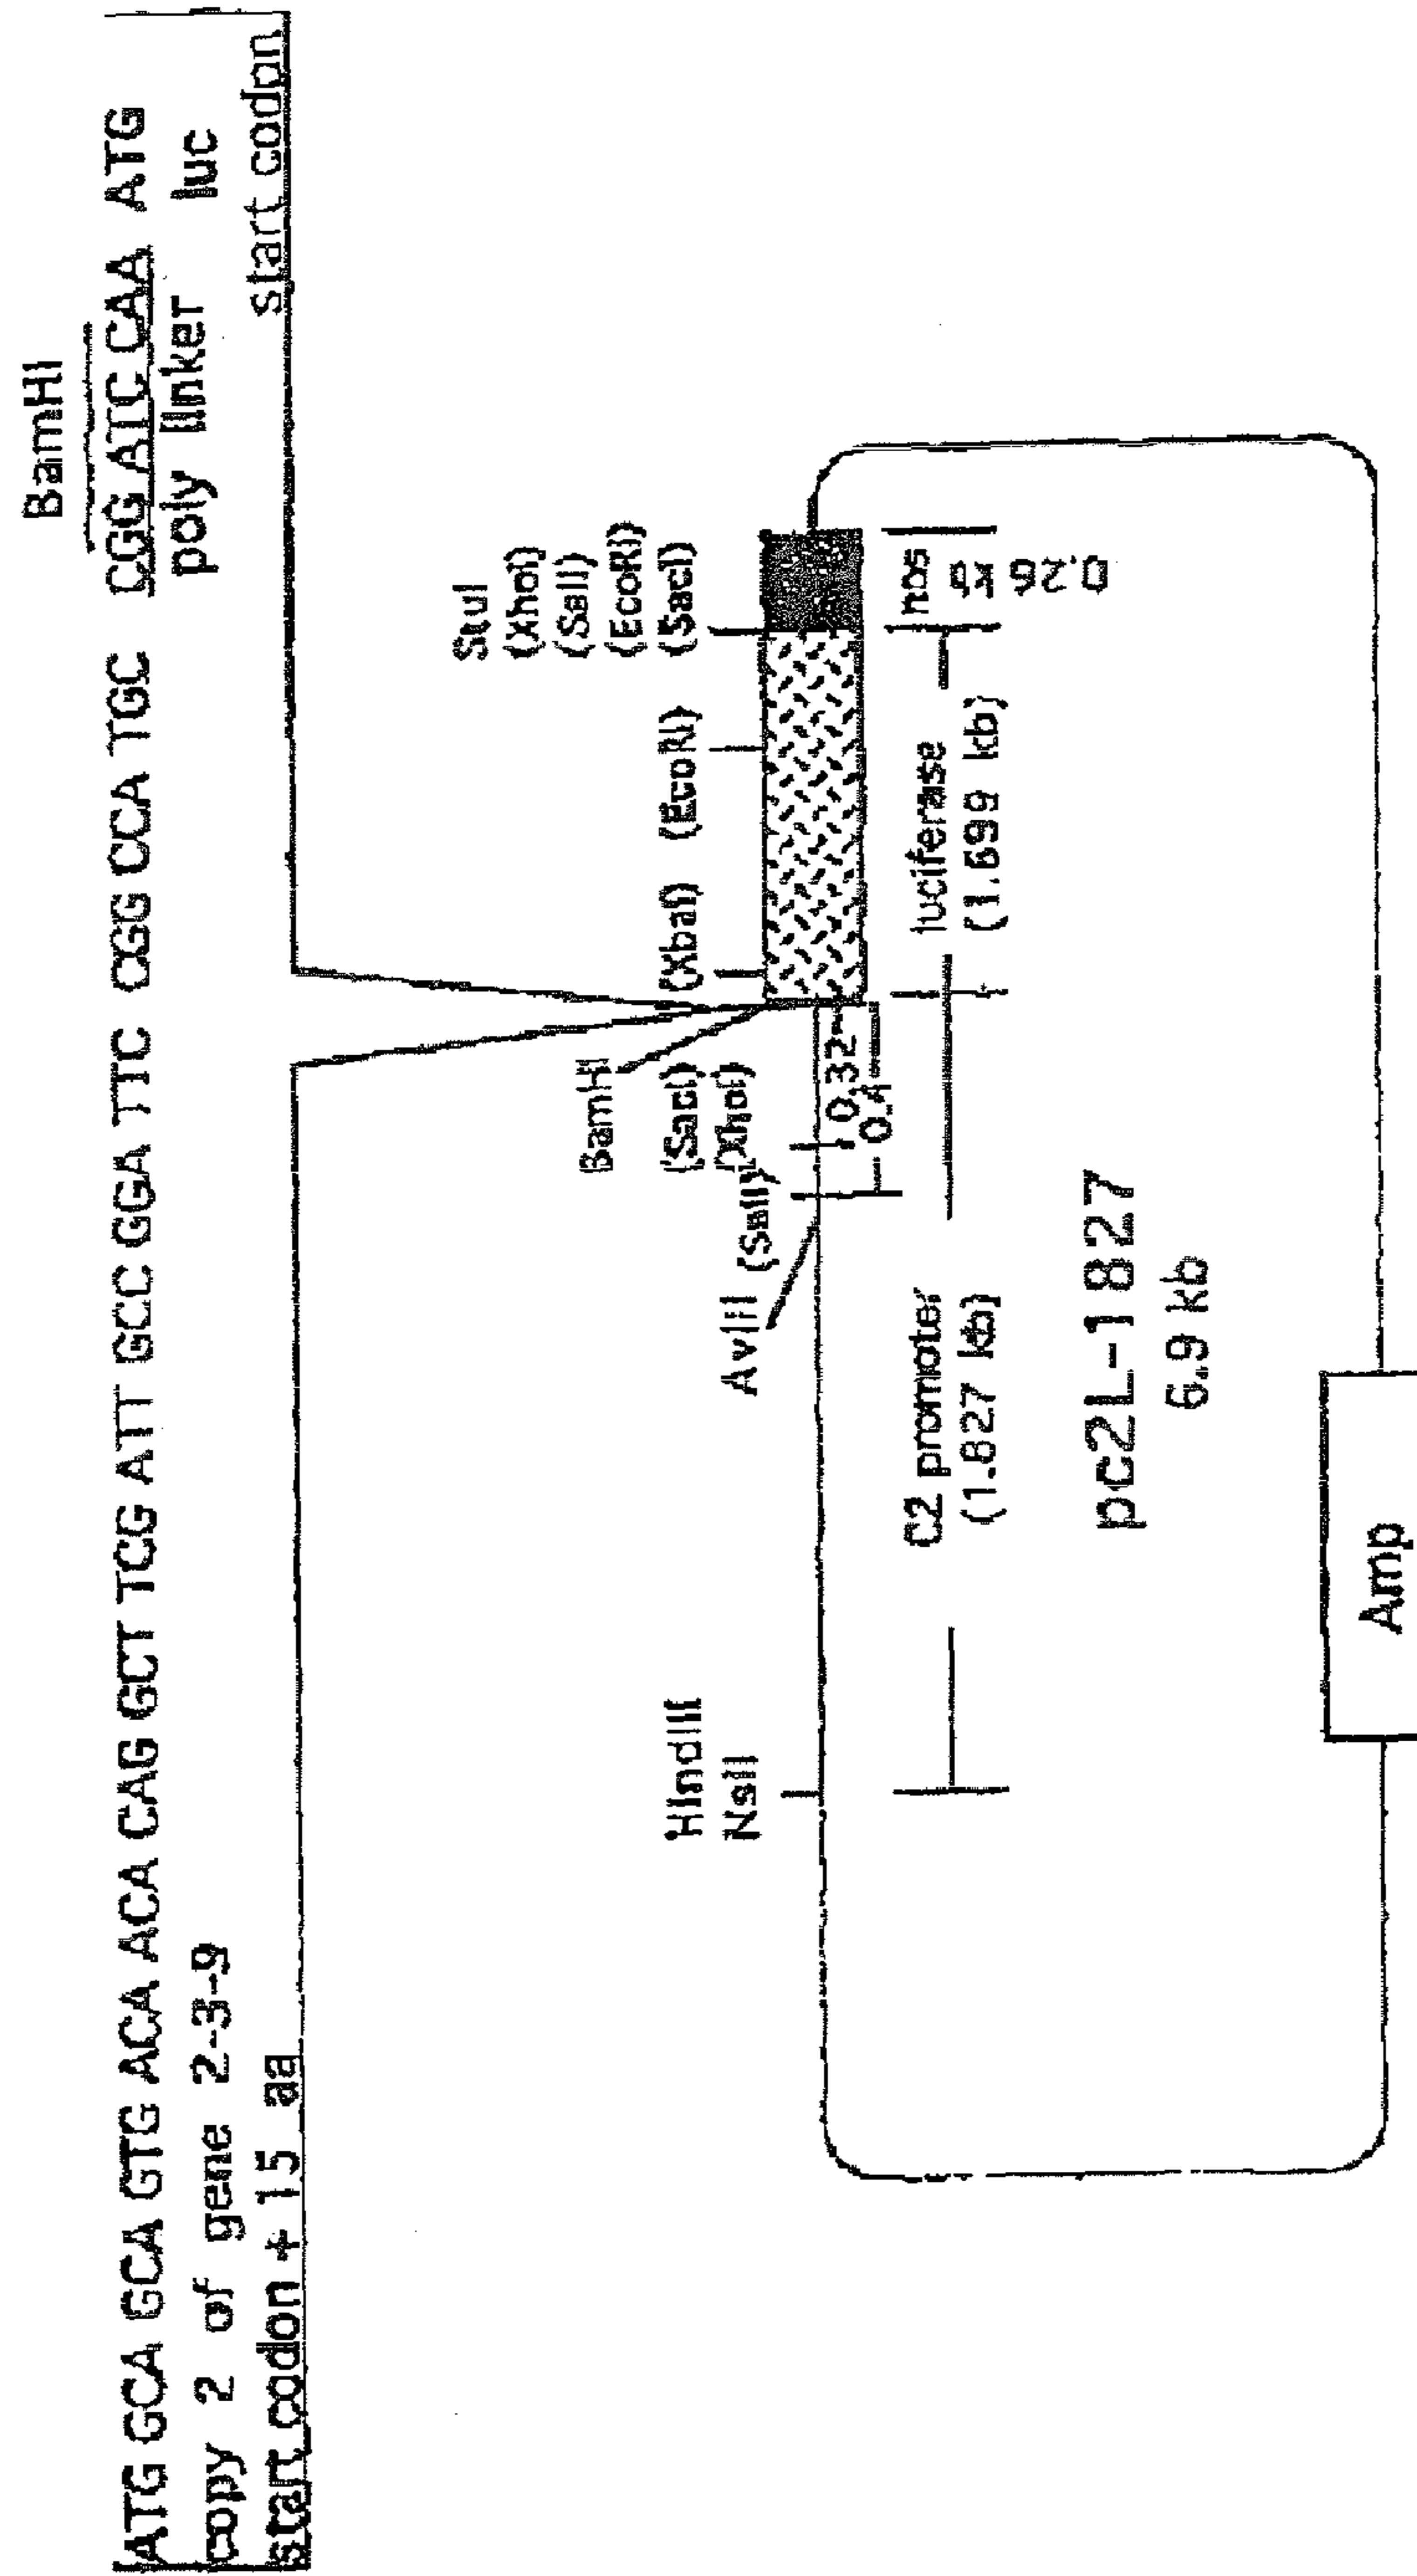 BamHI
ATG GCA GCA GTG ACA ACA CAG GCT TCG ATT GCC GGA TTC CGG CCA TGC CGG ATC CAA ATG
copy 2 of gene 2-3-9 poly linker luc
start codon + 15 aa start codon
StuI
(XhoI)
(SalI)
(EcoRI)
(SacI)
(XbaI) (EcoRI)
BamHI
(SacI)
(XhoI)
(SalI)
HindIII
NsiI
0.32
0.4
C2 promoter
(1.827 kb)
luciferase
(1.699 kb)
nos
0.26 kb
pc2L-1827
6.9 kb
Amp